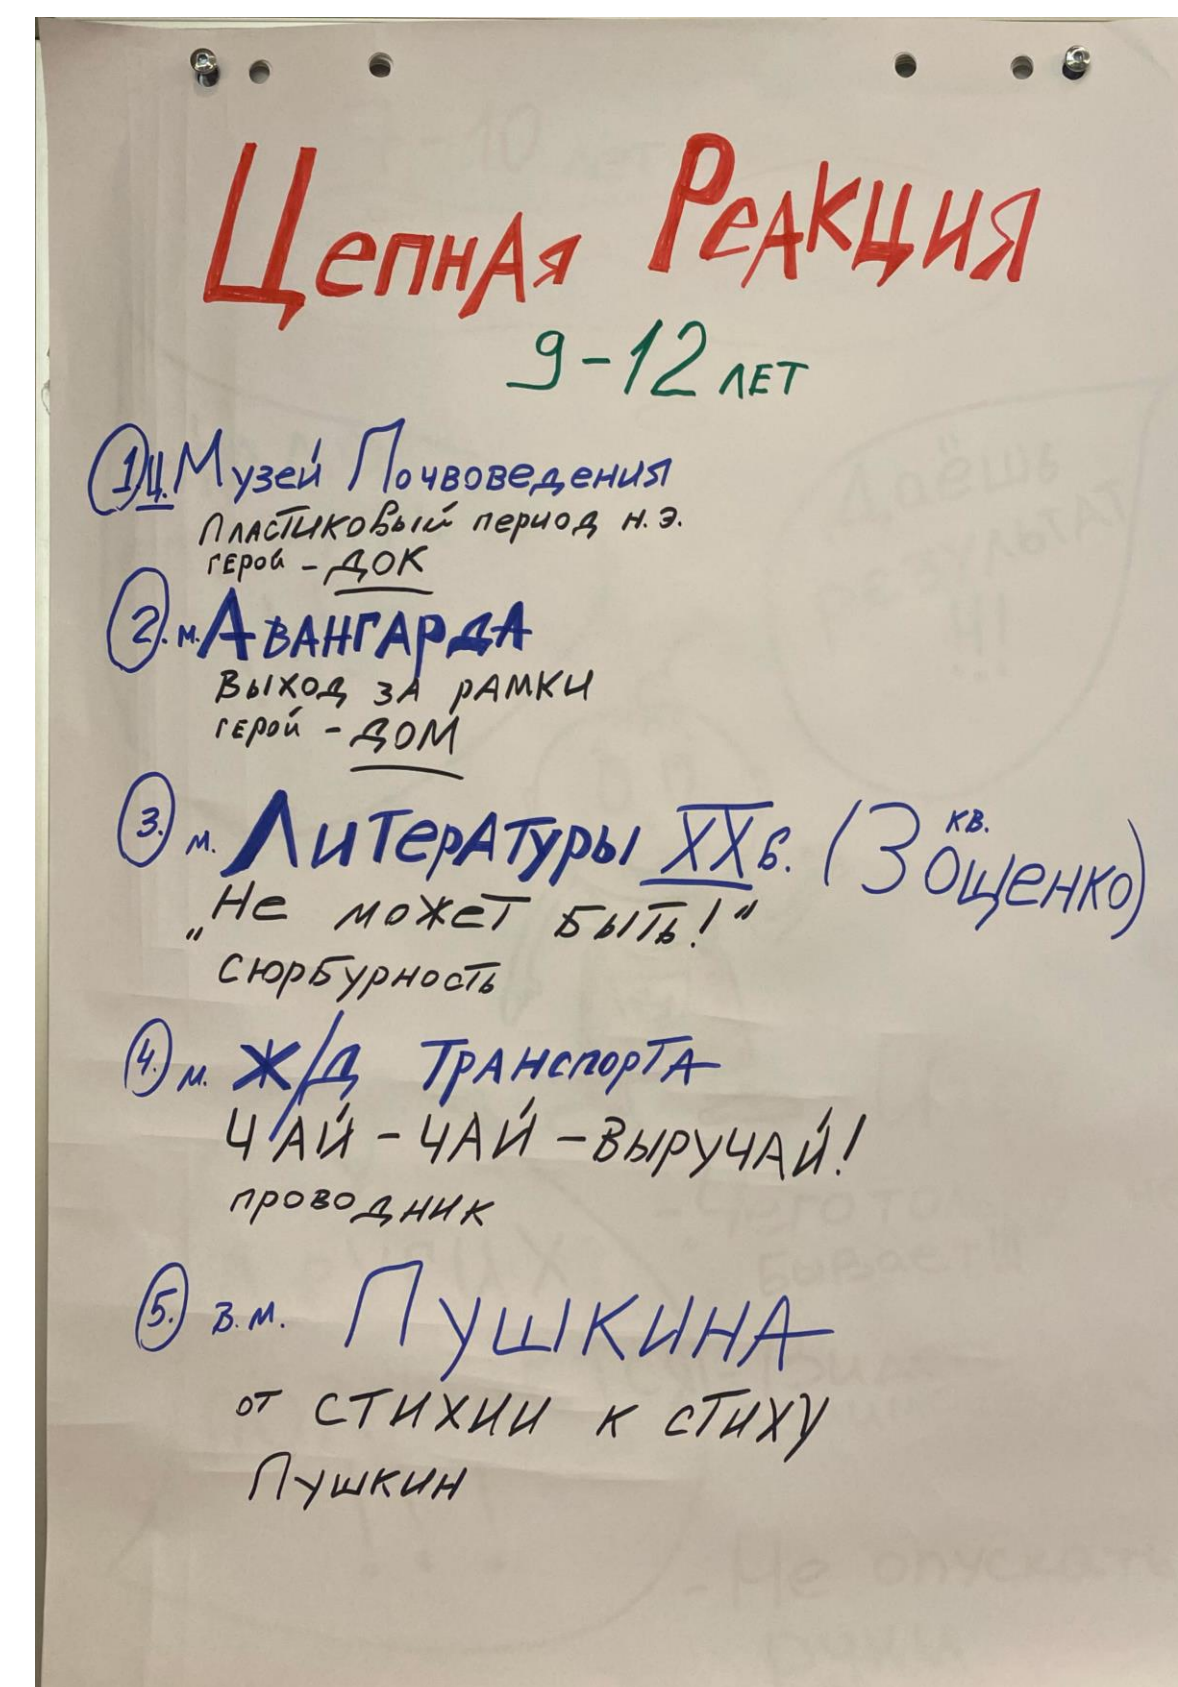 Цепная Реакция
9-12 лет
1. Ц. Музей Почвоведения
Пластиковый период н.э.
герой - ДОК
2. м. Авангарда
Выход за рамки
герой - ДОМ
3. м. Литературы XX в. (кв. Зощенко)
„Не может быть!“
сюрбурность
4. м. Ж/Д Транспорта
Чай - чай - выручай!
проводник
5. в.м. Пушкина
от стихии к стиху
Пушкин
- Не опускать